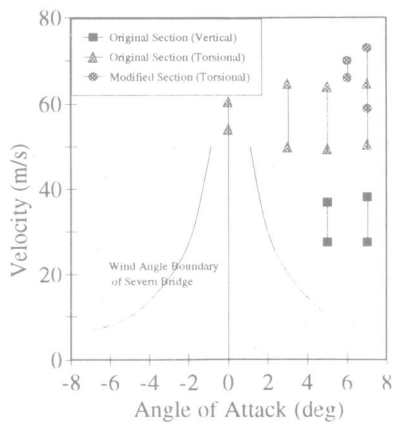 80
60
40
20
0
Velocity (m/s)
Original Section (Vertical)
Original Section (Torsional)
Modified Section (Torsional)
Wind Angle Boundary
of Severn Bridge
-8 -6 -4 -2 0 2 4 6 8
Angle of Attack (deg)